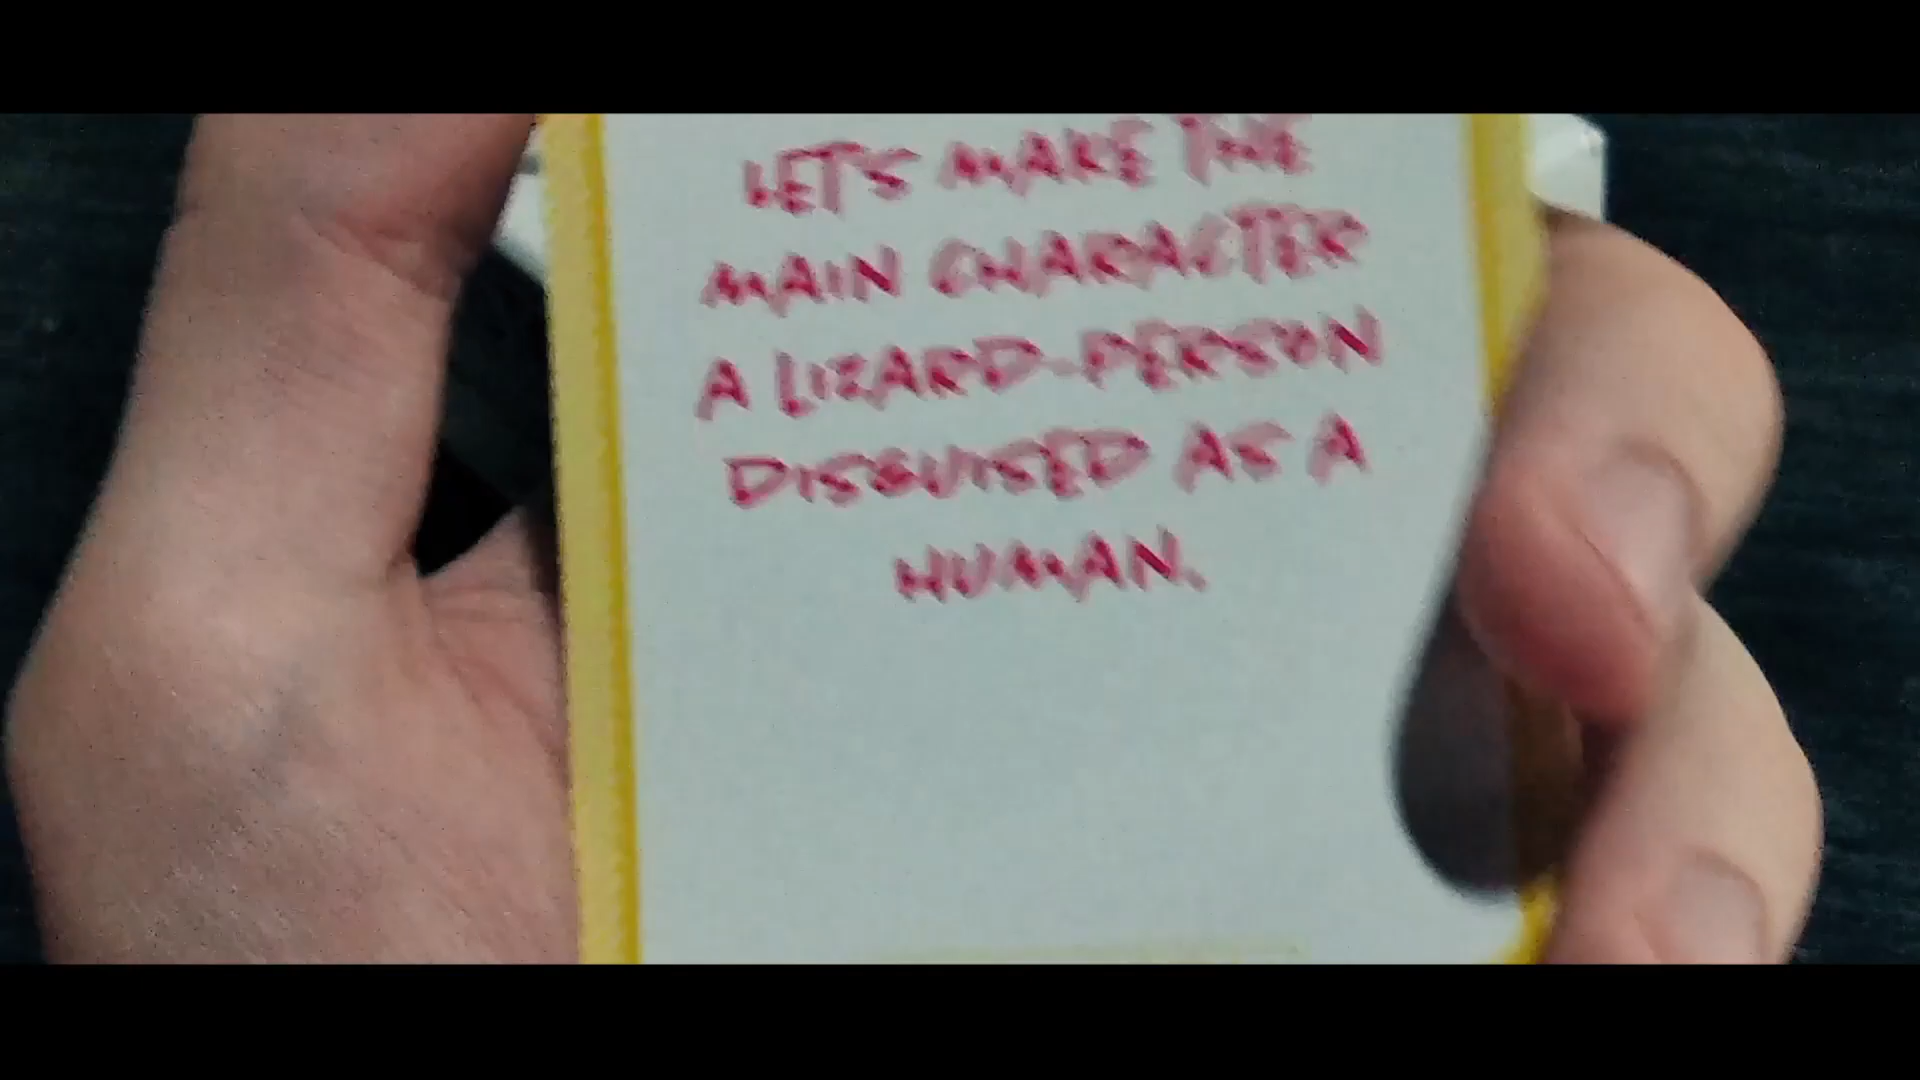 LET'S MAKE THE
MAIN CHARACTER
A LIZARD-PERSON
DISGUISED AS A
HUMAN.